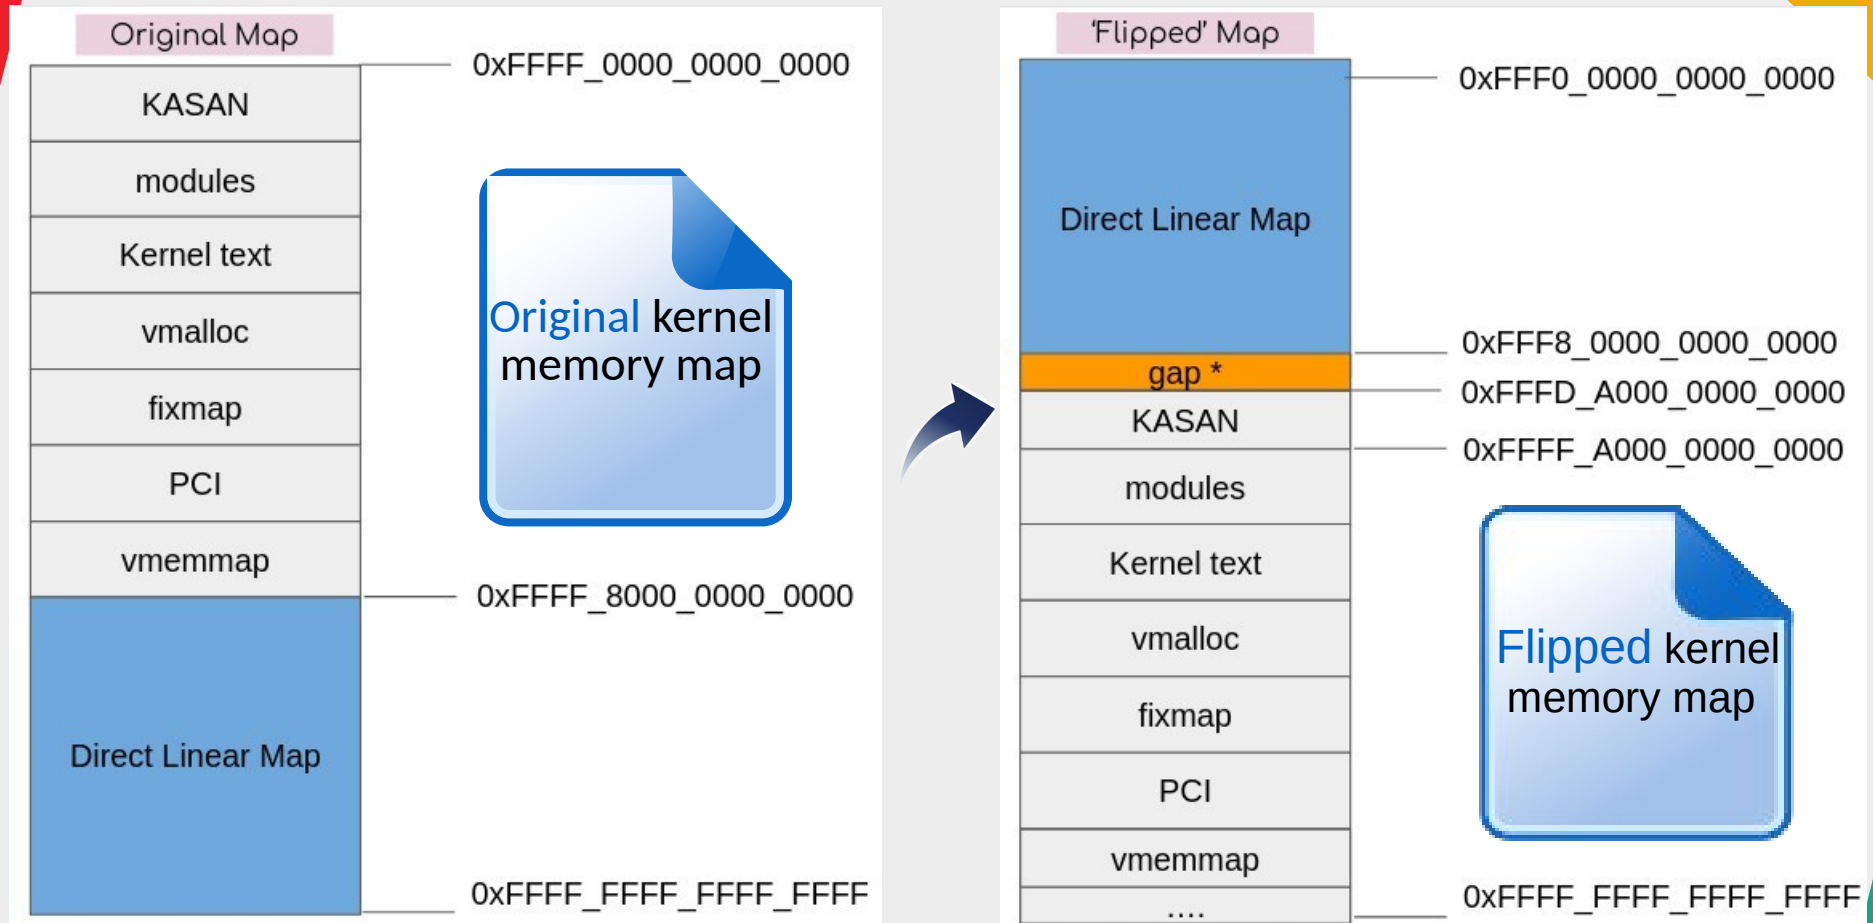 Original Map
0xFFFF_0000_0000_0000
KASAN
modules
Kernel text
vmalloc
fixmap
PCI
vmemmap
0xFFFF_8000_0000_0000
Direct Linear Map
0xFFFF_FFFF_FFFF_FFFF
Original kernel
memory map
'Flipped' Map
0xFFF0_0000_0000_0000
Direct Linear Map
0xFFF8_0000_0000_0000
gap *
0xFFFD_A000_0000_0000
KASAN
0xFFFF_A000_0000_0000
modules
Kernel text
vmalloc
fixmap
PCI
vmemmap
....
0xFFFF_FFFF_FFFF_FFFF
Flipped kernel
memory map